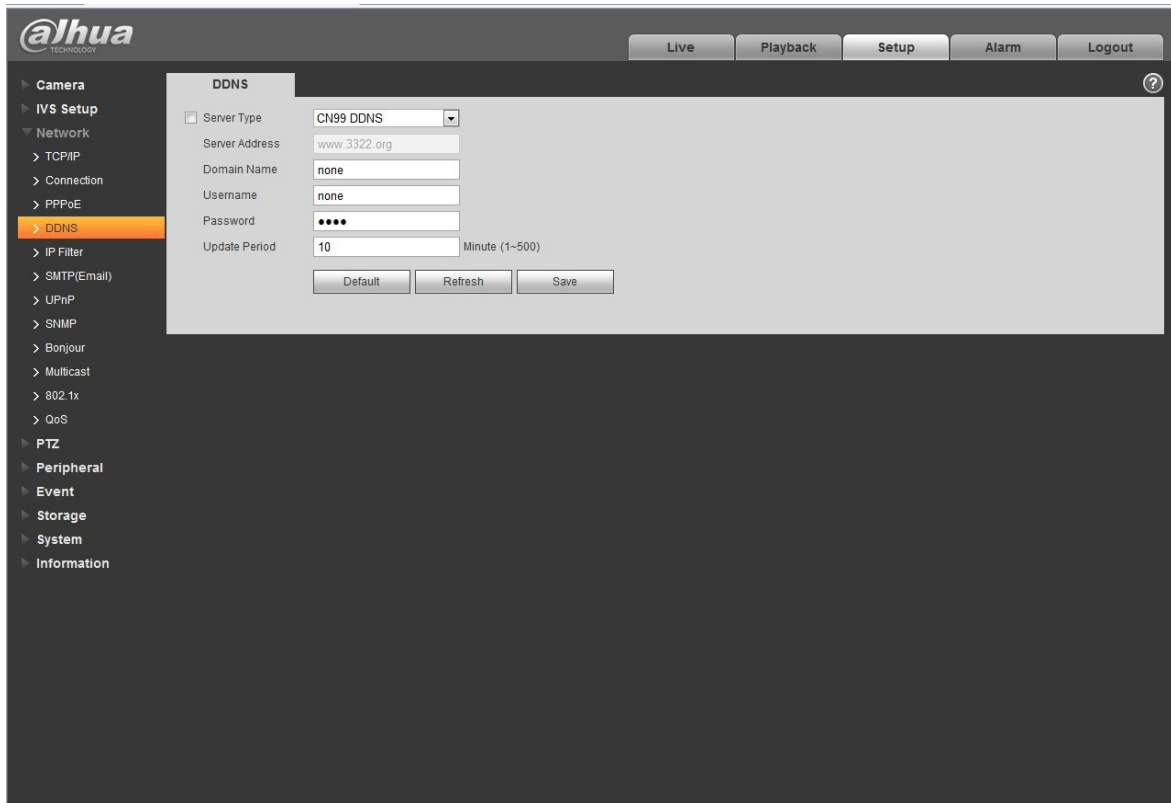 alhua
TECHNOLOGY
Live Playback Setup Alarm Logout
Camera
IVS Setup
Network
TCP/IP
Connection
PPPoE
DDNS
IP Filter
SMTP(Email)
UPnP
SNMP
Bonjour
Multicast
802.1x
QoS
PTZ
Peripheral
Event
Storage
System
Information
DDNS
?
Server Type CN99 DDNS
Server Address www.3322.org
Domain Name none
Username none
Password ●●●●
Update Period 10 Minute (1~500)
Default Refresh Save